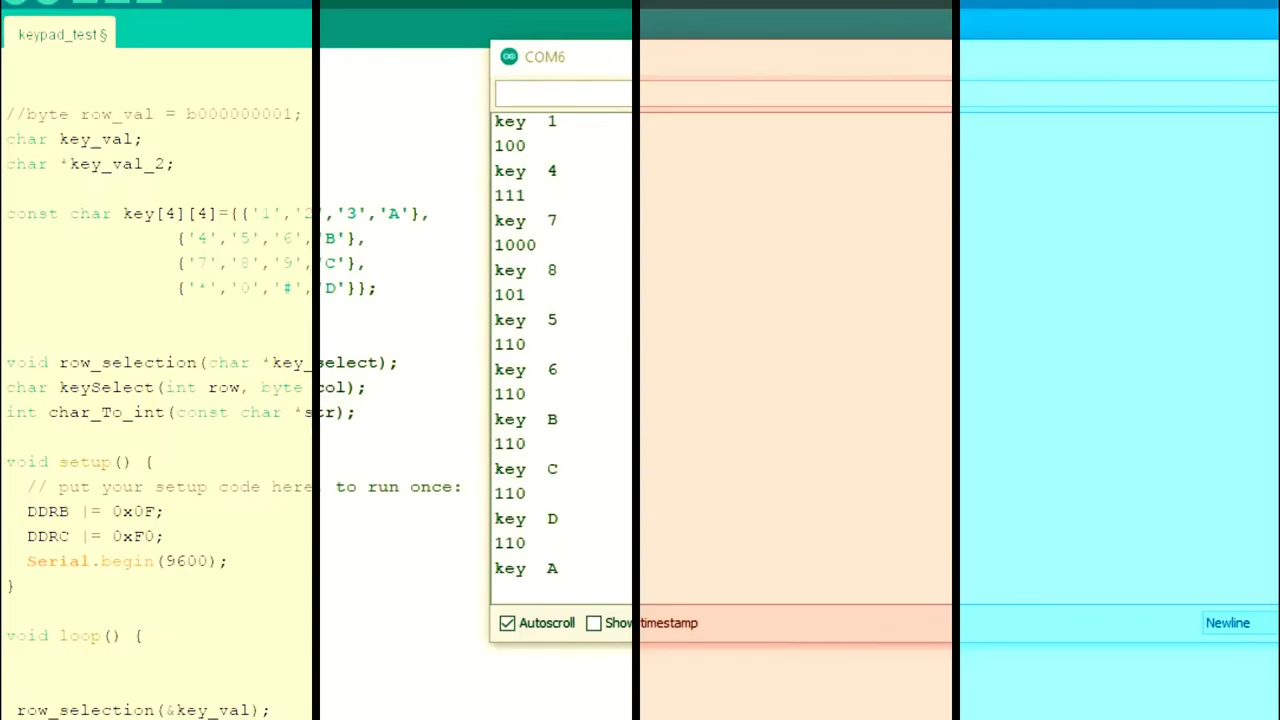 keypad_test§
//byte row_val = b000000001;
char key_val;
char *key_val_2;
const char key[4][4]={{'1','2','3','A'},
{'4','5','6','B'},
{'7','8','9','C'},
{'*','0','#','D'}};
void row_selection(char *key_select);
char keySelect(int row, byte col);
int char_To_int(const char *str);
void setup() {
// put your setup code here, to run once:
DDRB |= 0x0F;
DDRC |= 0xF0;
Serial.begin(9600);
}
void loop() {
row_selection(&key_val);
COM6
key 1
100
key 4
111
key 7
1000
key 8
101
key 5
110
key 6
110
key B
110
key C
110
key D
110
key A
Autoscroll Show timestamp
Newline